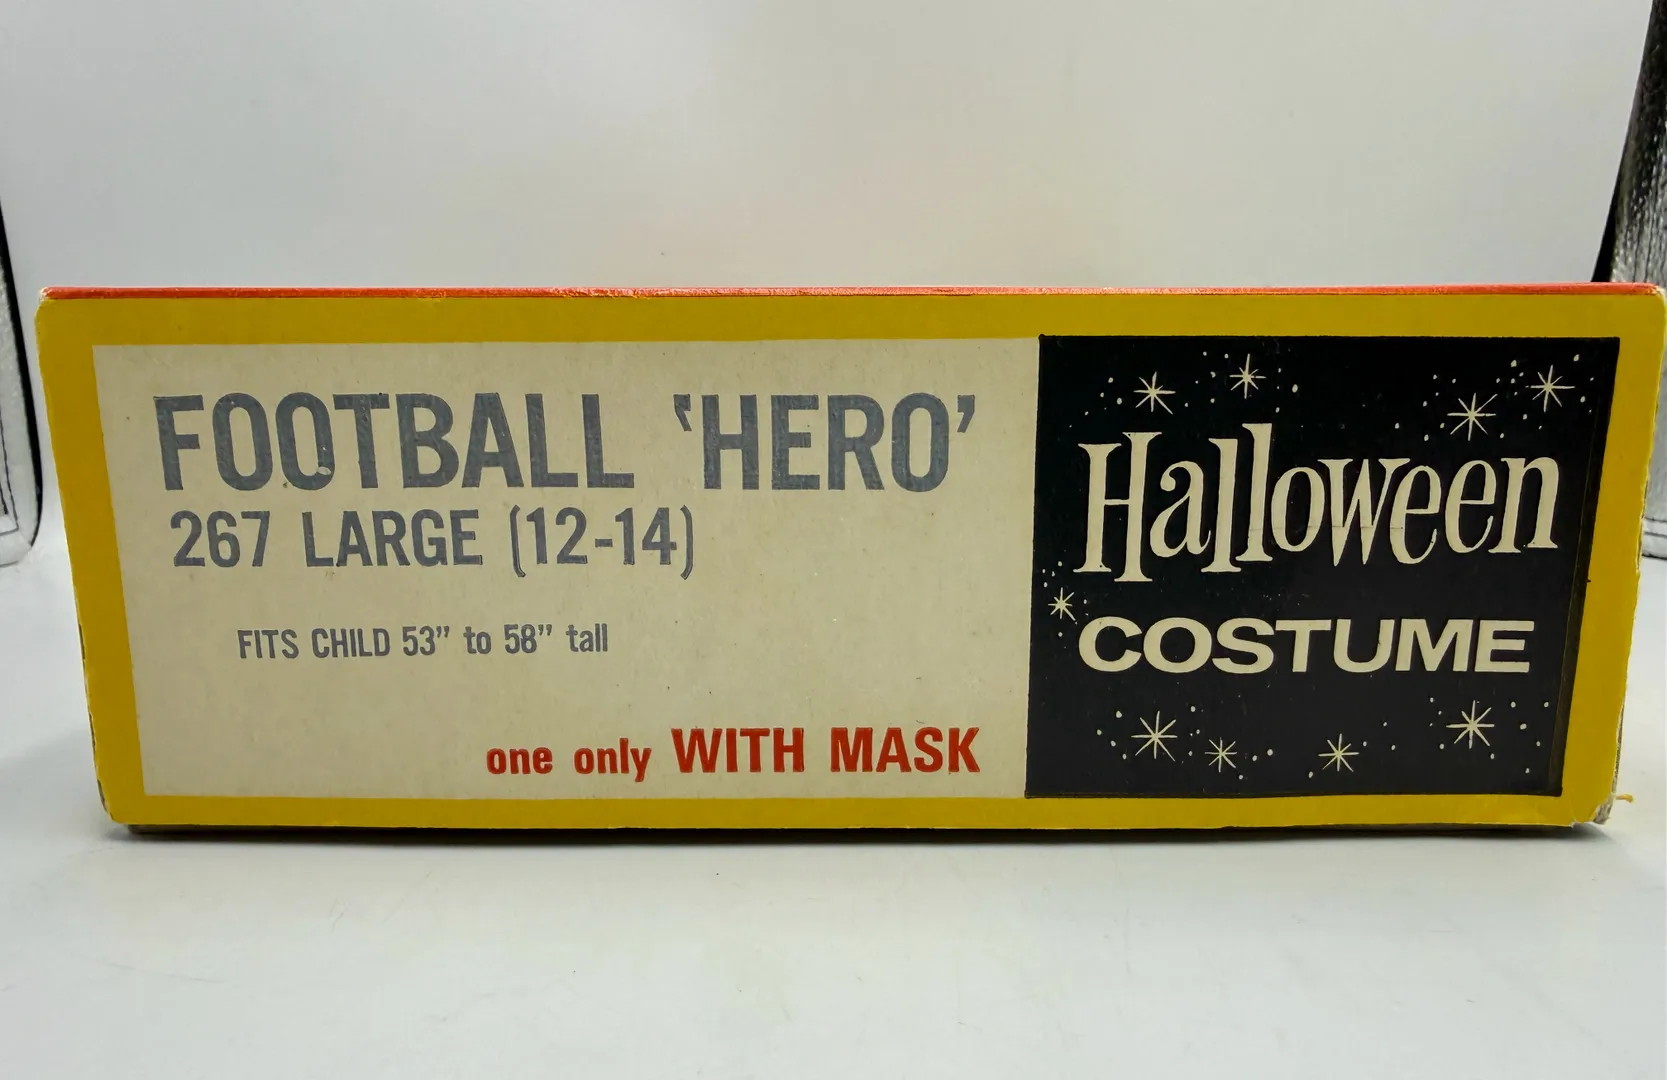 FOOTBALL 'HERO'
267 LARGE (12-14)
FITS CHILD 53” to 58” tall
one only WITH MASK
Halloween
COSTUME